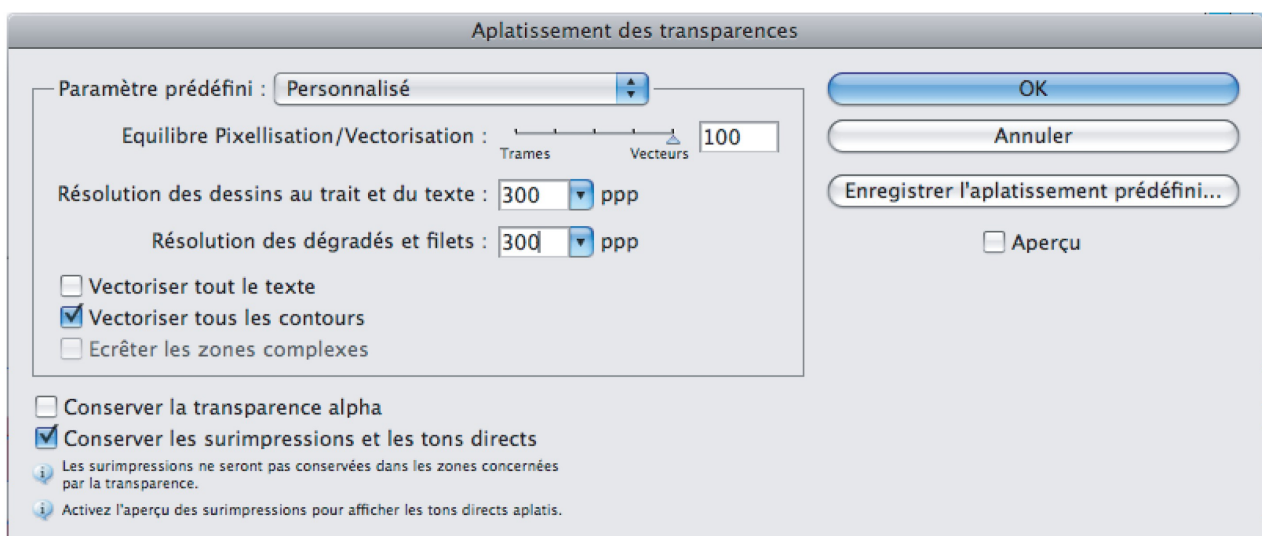 Aplatissement des transparences
Paramètre prédéfini : Personnalisé
OK
Equilibre Pixellisation/Vectorisation : 100
Trames Vecteurs
Annuler
Résolution des dessins au trait et du texte : 300 ppp
Enregistrer l'aplatissement prédéfini...
Résolution des dégradés et filets : 300 ppp
Aperçu
Vectoriser tout le texte
Vectoriser tous les contours
Ecrêter les zones complexes
Conserver la transparence alpha
Conserver les surimpressions et les tons directs
Les surimpressions ne seront pas conservées dans les zones concernées
par la transparence.
Activez l'aperçu des surimpressions pour afficher les tons directs aplatis.